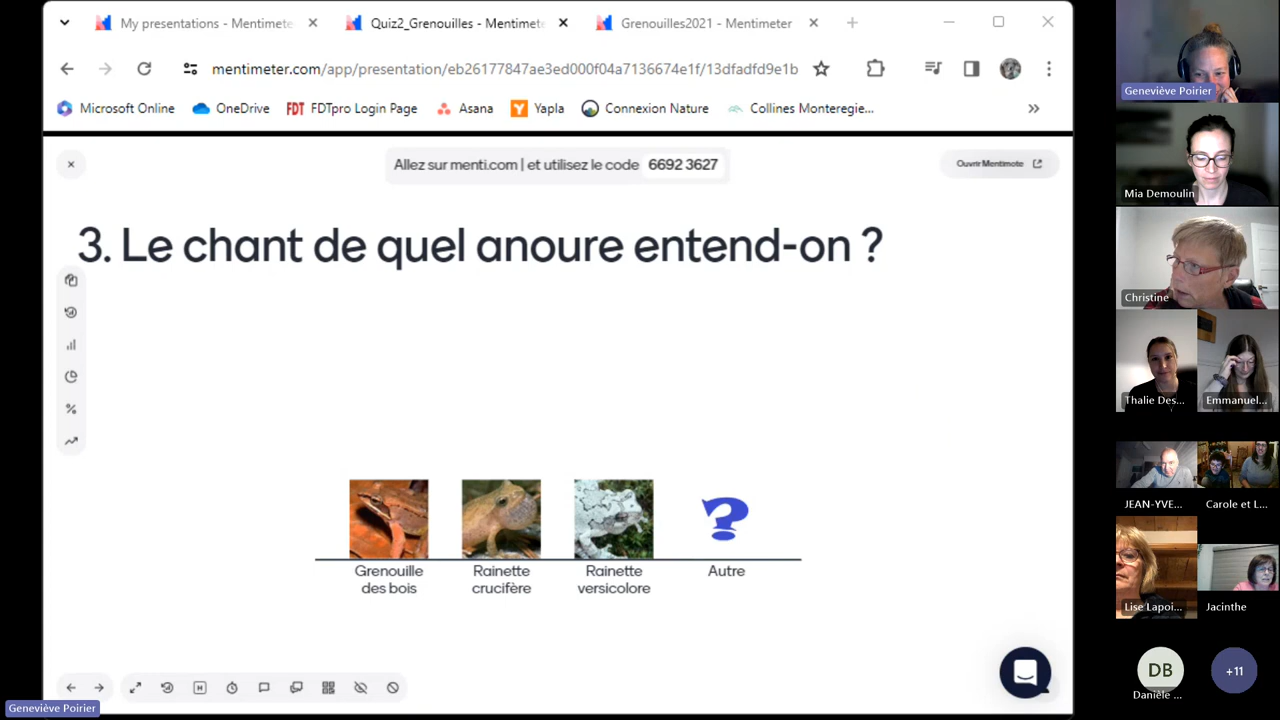 My presentations - Mentimete
Quiz2_Grenouilles - Mentimete
Grenouilles2021 - Mentimeter
mentimeter.com/app/presentation/eb26177847ae3ed000f04a7136674e1f/13dfadfd9e1b
Microsoft Online
OneDrive
FDT FDTpro Login Page
Asana
Yapla
Connexion Nature
Collines Monteregie...
Allez sur menti.com | et utilisez le code 6692 3627
Ouvrir Mentimote
3. Le chant de quel anoure entend-on ?
Grenouille
des bois
Rainette
crucifère
Rainette
versicolore
Autre
Geneviève Poirier
Geneviève Poirier
Mia Demoulin
Christine
Thalie Des...
Emmanuel...
JEAN-YVE...
Carole et L...
Lise Lapoi...
Jacinthe
DB
Danièle ...
+11